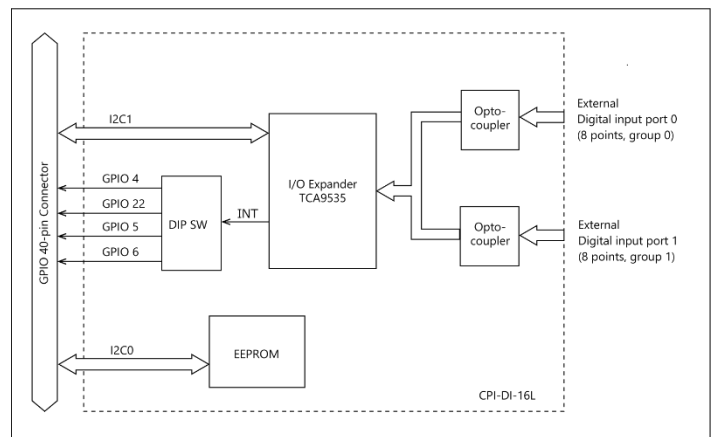 GPIO 40-pin Connector
I2C1
GPIO 4
GPIO 22
GPIO 5
GPIO 6
DIP SW
INT
I/O Expander
TCA9535
Opto-
coupler
External
Digital input port 0
(8 points, group 0)
Opto-
coupler
External
Digital input port 1
(8 points, group 1)
I2C0
EEPROM
CPI-DI-16L